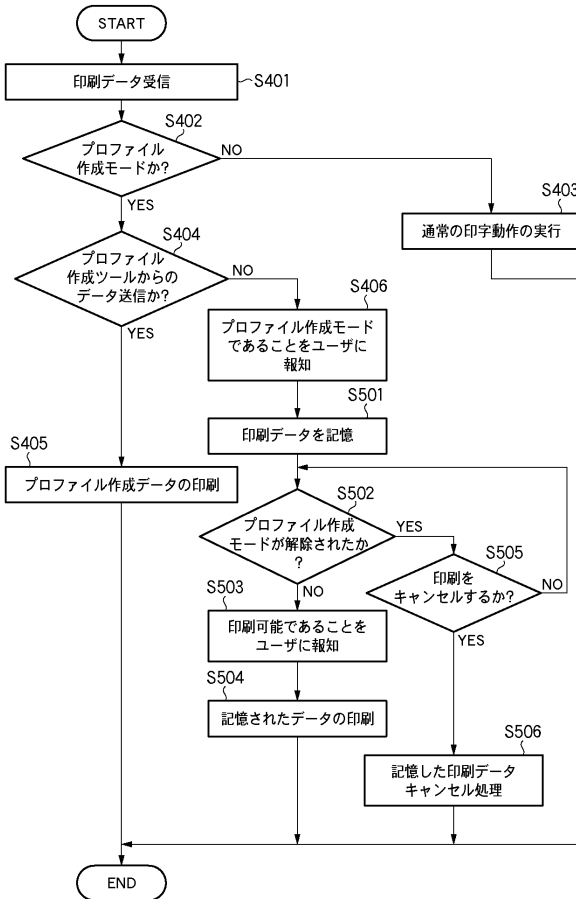 START
印刷データ受信
S401
S402
プロファイル
作成モードか?
NO
YES
S403
通常の印字動作の実行
S404
プロファイル
作成ツールからの
データ送信か?
NO
YES
S406
プロファイル作成モード
であることをユーザに
報知
S501
印刷データを記憶
S405
プロファイル作成データの印刷
S502
プロファイル作成
モードが解除されたか
?
YES
NO
S505
印刷を
キャンセルするか?
NO
YES
S503
印刷可能であることを
ユーザに報知
S504
記憶されたデータの印刷
S506
記憶した印刷データ
キャンセル処理
END